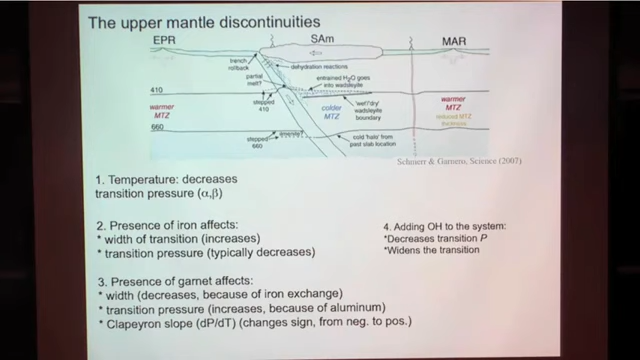 The upper mantle discontinuities
EPR SAm MAR
trench rollback
dehydration reactions
partial melt?
entrained H₂O goes into wadsleyite
410
stepped 410
warmer MTZ
colder MTZ
'wet'/'dry' wadsleyite boundary
warmer MTZ
reduced MTZ thickness
660
stepped 660
cold 'halo' from past slab location
Schmerr & Garnero, Science (2007)
1. Temperature: decreases
transition pressure (α,β)
2. Presence of iron affects:
* width of transition (increases)
* transition pressure (typically decreases)
3. Presence of garnet affects:
* width (decreases, because of iron exchange)
* transition pressure (increases, because of aluminum)
* Clapeyron slope (dP/dT) (changes sign, from neg. to pos.)
4. Adding OH to the system:
*Decreases transition P
*Widens the transition